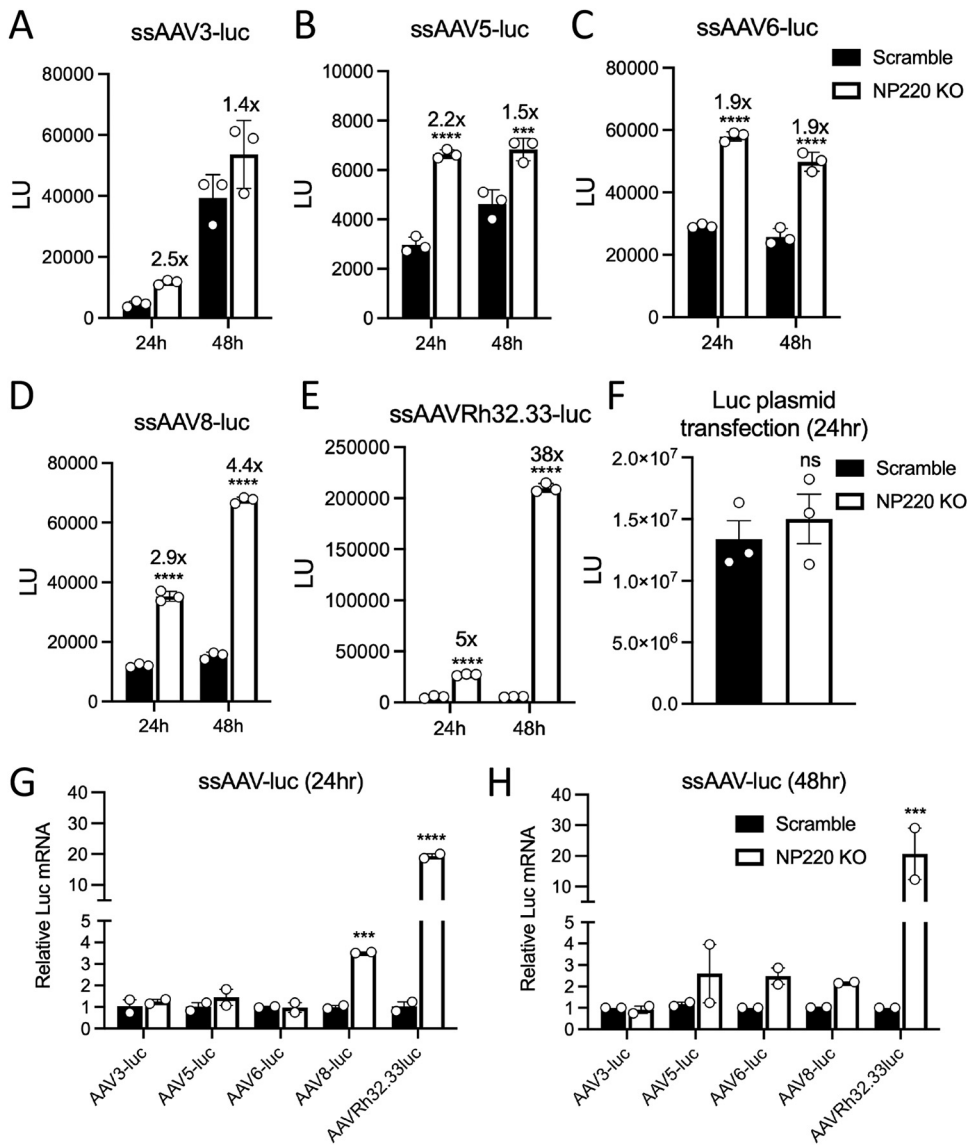 A
ssAAV3-luc
LU
80000
60000
40000
20000
0
2.5x
1.4x
24h
48h
B
ssAAV5-luc
LU
10000
8000
6000
4000
2000
0
2.2x
****
1.5x
***
24h
48h
C
ssAAV6-luc
LU
80000
60000
40000
20000
0
1.9x
****
1.9x
****
24h
48h
Scramble
NP220 KO
D
ssAAV8-luc
LU
80000
60000
40000
20000
0
2.9x
****
4.4x
****
24h
48h
E
ssAAVRh32.33-luc
LU
250000
200000
150000
100000
50000
0
5x
****
38x
****
24h
48h
F
Luc plasmid
transfection (24hr)
LU
2.0×10⁷
1.5×10⁷
1.0×10⁷
5.0×10⁶
0.0
ns
Scramble
NP220 KO
G
ssAAV-luc (24hr)
Relative Luc mRNA
40
30
20
10
5
4
3
2
1
0
***
****
AAV3-luc
AAV5-luc
AAV6-luc
AAV8-luc
AAVRh32.33luc
H
ssAAV-luc (48hr)
Relative Luc mRNA
40
30
20
10
5
4
3
2
1
0
Scramble
NP220 KO
***
AAV3-luc
AAV5-luc
AAV6-luc
AAV8-luc
AAVRh32.33luc